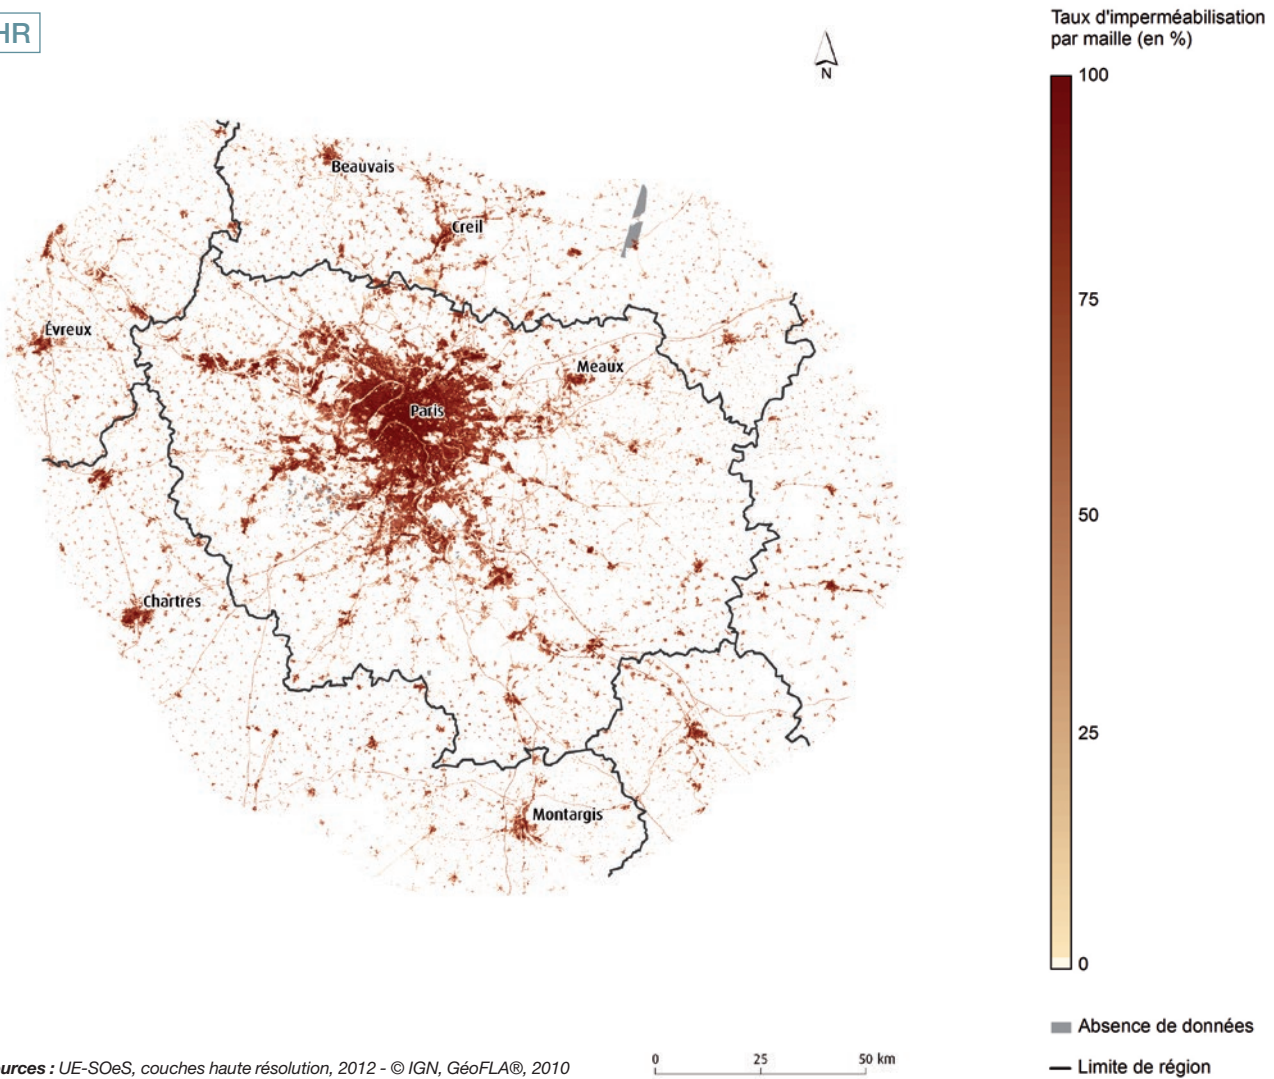 HR
Taux d'imperméabilisation
par maille (en %)
N
100
75
50
25
0
Beauvais
Creil
Évreux
Meaux
Paris
Chartres
Montargis
Absence de données
Limite de région
0 25 50 km
urces : UE-SOeS, couches haute résolution, 2012 - © IGN, GéoFLA®, 2010